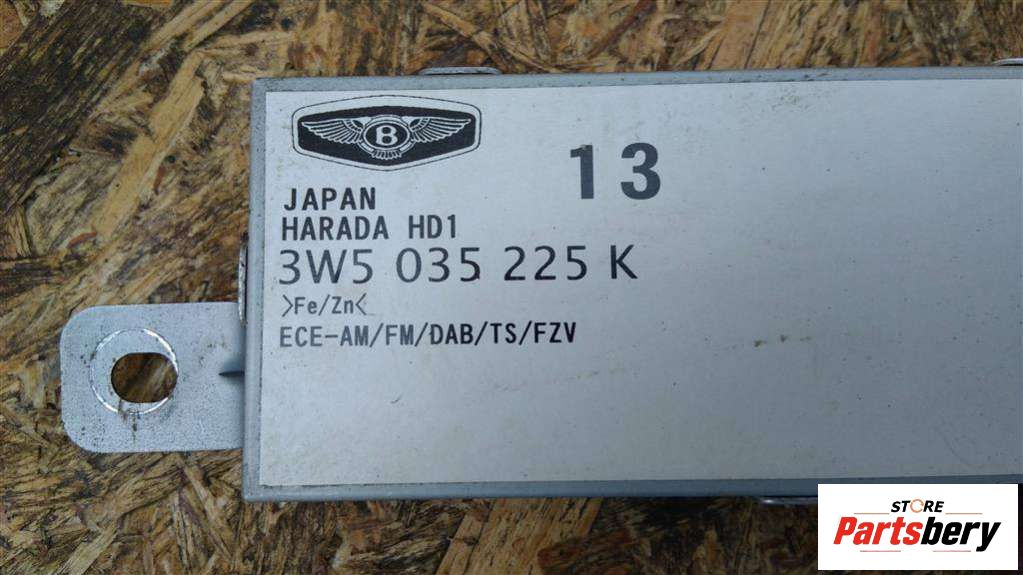 B
13
JAPAN
HARADA HD1
3W5 035 225 K
>Fe/Zn<
ECE-AM/FM/DAB/TS/FZV
STORE
Partsbery